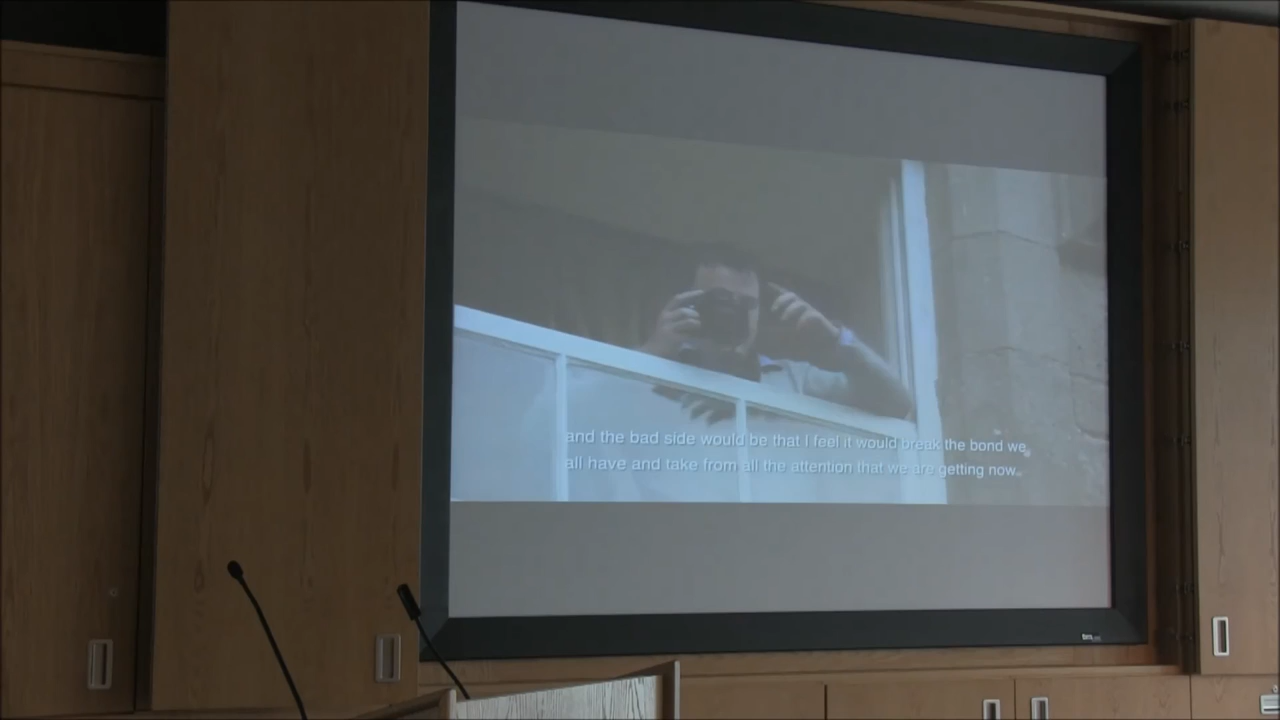 and the bad side would be that I feel it would break the bond we
all have and take from all the attention that we are getting now.